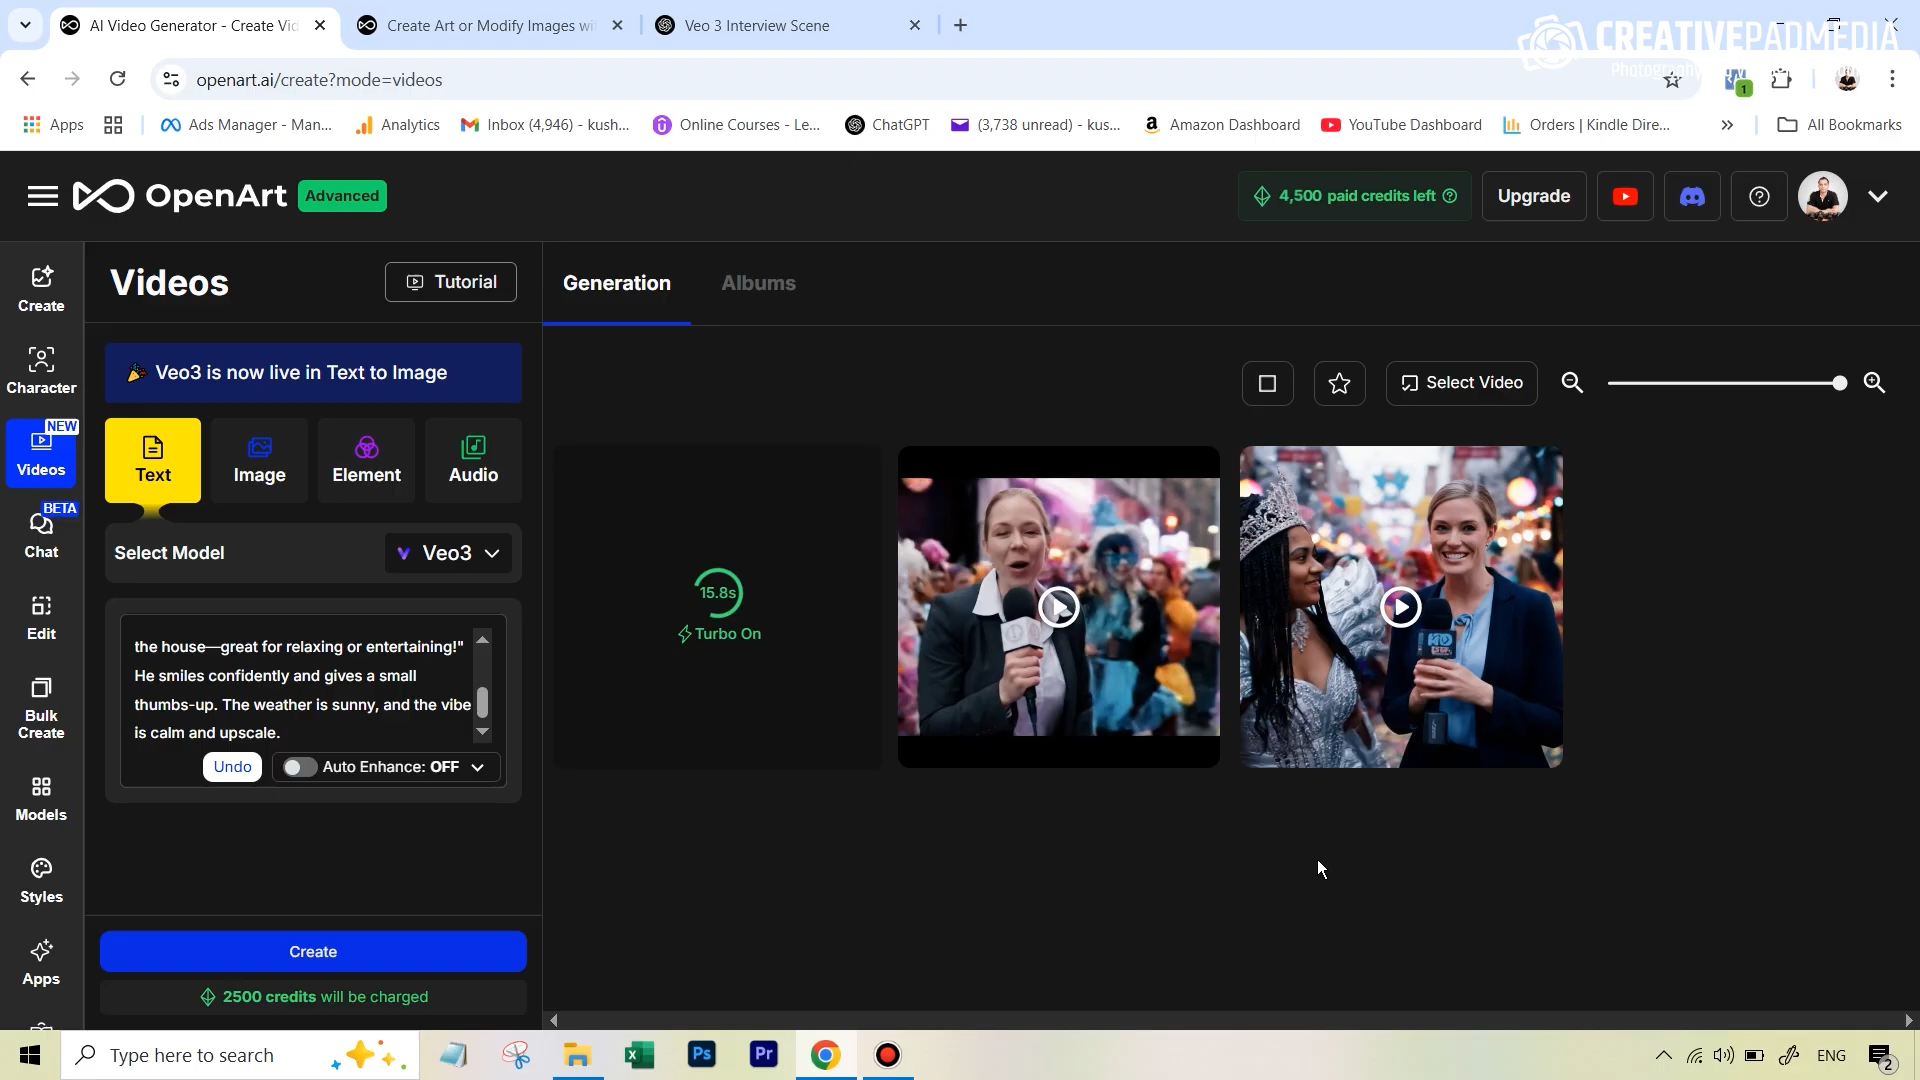 AI Video Generator - Create Vid
Create Art or Modify Images wi
Veo 3 Interview Scene
CREATIVEPADMEDIA
Photography
openart.ai/create?mode=videos
1
Apps
Ads Manager - Man...
Analytics
Inbox (4,946) - kush...
Online Courses - Le...
ChatGPT
(3,738 unread) - kus...
Amazon Dashboard
YouTube Dashboard
Orders | Kindle Dire...
All Bookmarks
OpenArt
Advanced
4,500 paid credits left
Upgrade
Create
Character
NEW
Videos
BETA
Chat
Edit
Bulk
Create
Models
Styles
Apps
Videos
Tutorial
Veo3 is now live in Text to Image
Text
Image
Element
Audio
Select Model
Veo3
the house—great for relaxing or entertaining!"
He smiles confidently and gives a small
thumbs-up. The weather is sunny, and the vibe
is calm and upscale.
Undo
Auto Enhance: OFF
Create
2500 credits will be charged
Generation
Albums
Select Video
15.8s
Turbo On
Type here to search
X
Ps
Pr
ENG
2